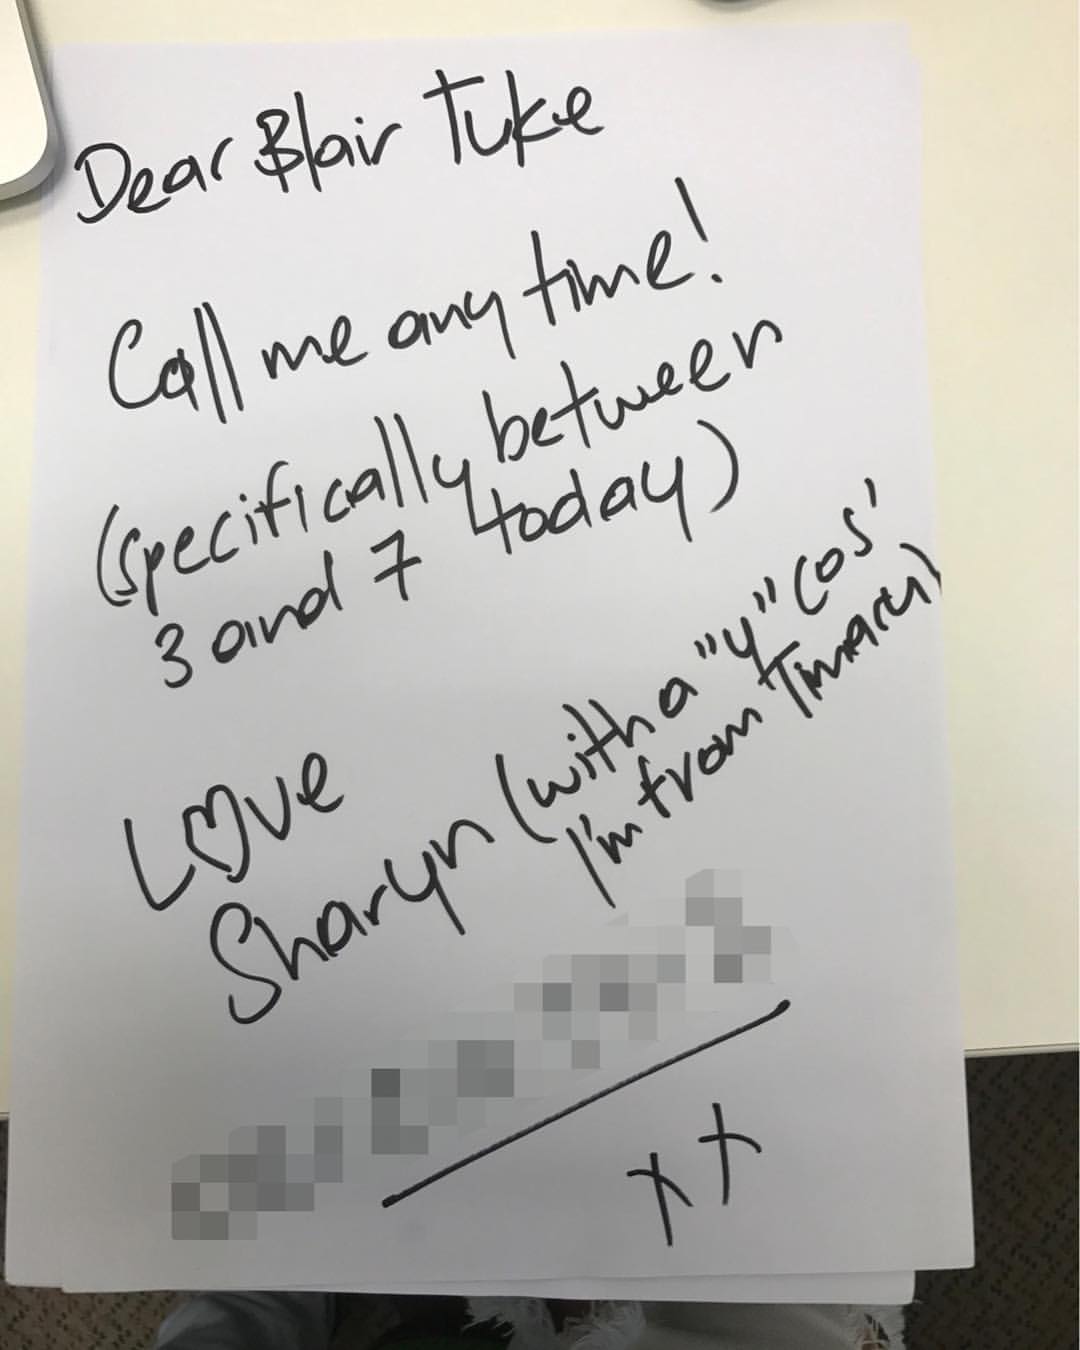 Dear Blair Tuke
Call me any time!
(specifically between
3 and 7 today)
Love
Sharyn (with a "y" cos'
I'm from Timaru)
xx